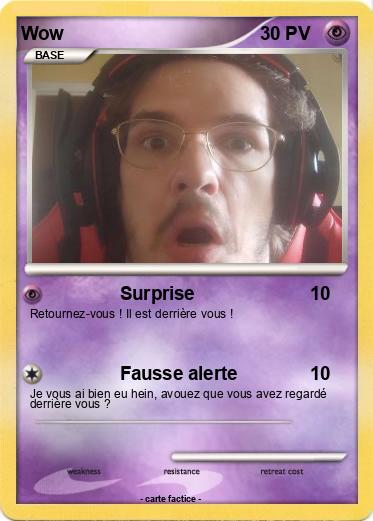 Wow 30 PV
BASE
Surprise 10
Retournez-vous ! Il est derrière vous !
Fausse alerte 10
Je vous ai bien eu hein, avouez que vous avez regardé
derrière vous ?
weakness resistance retreat cost
- carte factice -